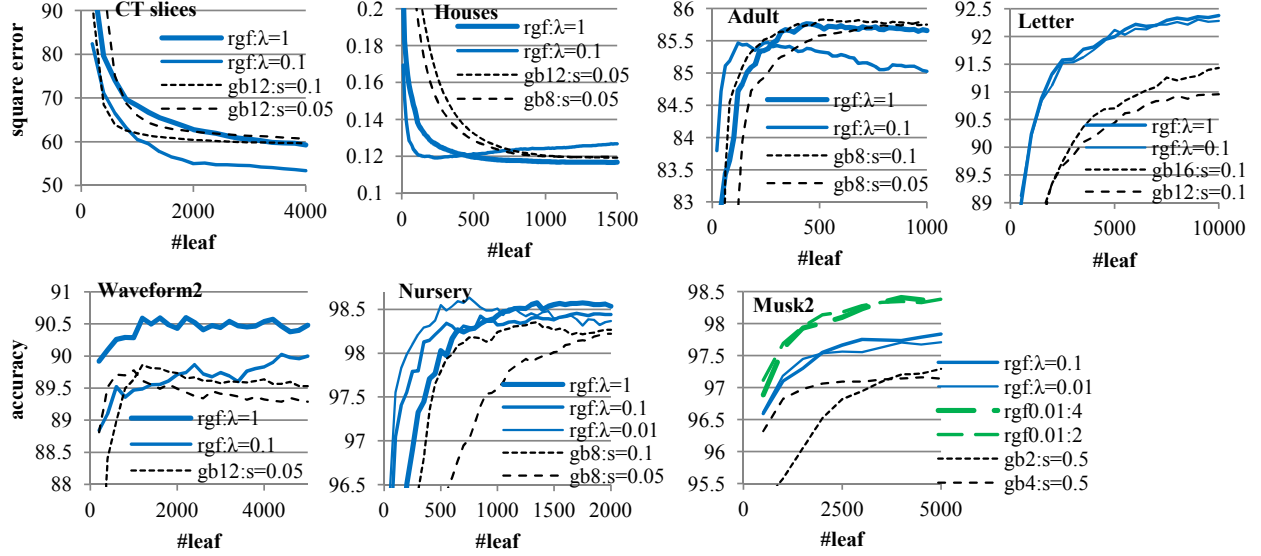 CT slices
square error
90
80
70
60
50
0
2000
4000
#leaf
rgf:λ=1
rgf:λ=0.1
gb12:s=0.1
gb12:s=0.05
Houses
0.2
0.18
0.16
0.14
0.12
0.1
0
500
1000
1500
#leaf
rgf:λ=1
rgf:λ=0.1
gb12:s=0.05
gb8:s=0.05
Adult
86
85.5
85
84.5
84
83.5
83
0
500
1000
#leaf
rgf:λ=1
rgf:λ=0.1
gb8:s=0.1
gb8:s=0.05
Letter
92.5
92
91.5
91
90.5
90
89.5
89
0
5000
10000
#leaf
rgf:λ=1
rgf:λ=0.1
gb16:s=0.1
gb12:s=0.1
Waveform2
accuracy
91
90.5
90
89.5
89
88.5
88
0
2000
4000
#leaf
rgf:λ=1
rgf:λ=0.1
gb12:s=0.05
Nursery
98.5
98
97.5
97
96.5
0
500
1000
1500
2000
#leaf
rgf:λ=1
rgf:λ=0.1
rgf:λ=0.01
gb8:s=0.1
gb8:s=0.05
Musk2
98.5
98
97.5
97
96.5
96
95.5
0
2500
5000
#leaf
rgf:λ=0.1
rgf:λ=0.01
rgf0.01:4
rgf0.01:2
gb2:s=0.5
gb4:s=0.5